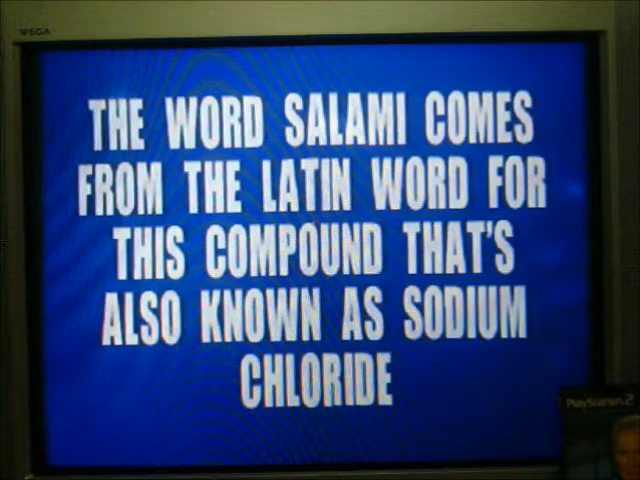 WEGA
THE WORD SALAMI COMES
FROM THE LATIN WORD FOR
THIS COMPOUND THAT'S
ALSO KNOWN AS SODIUM
CHLORIDE
PlayStation 2